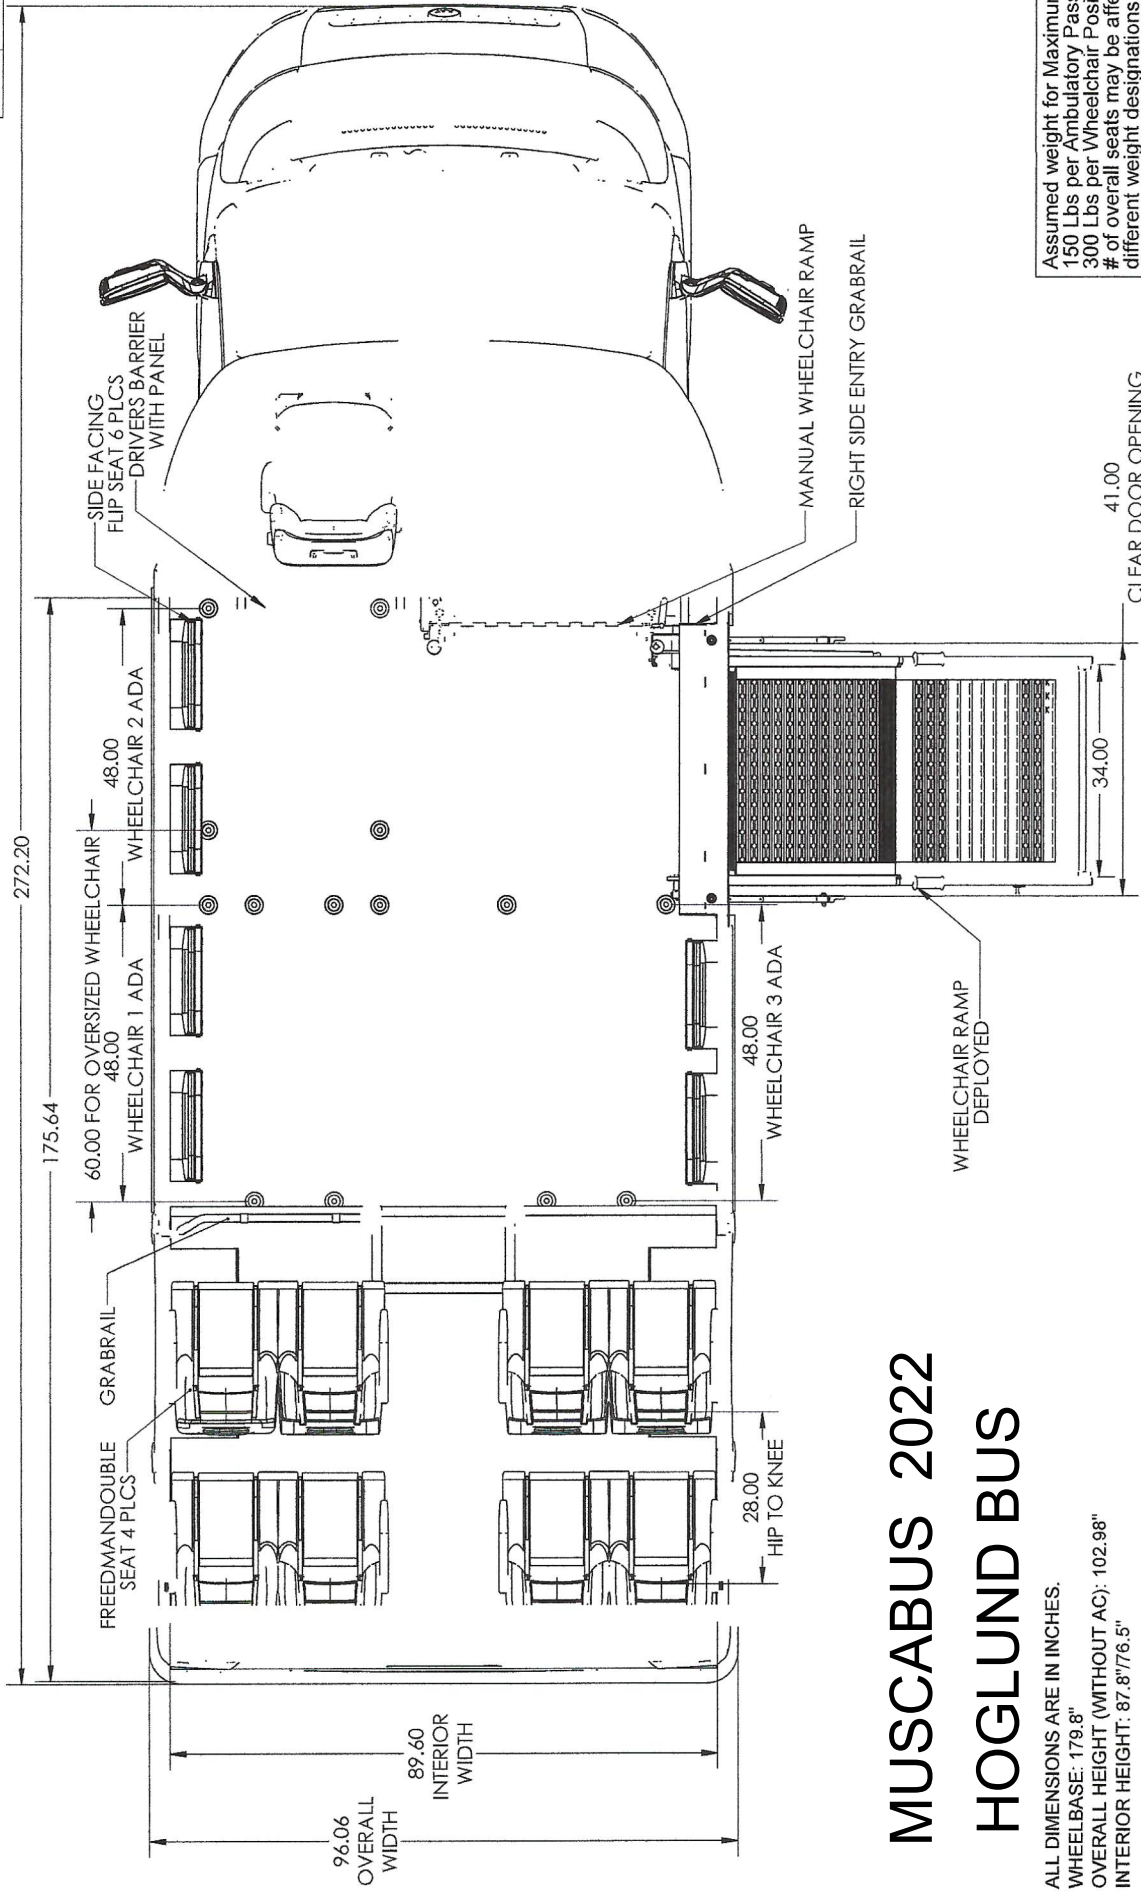 272.20
175.64
60.00 FOR OVERSIZED WHEELCHAIR
48.00
WHEELCHAIR 1 ADA
48.00
WHEELCHAIR 2 ADA
SIDE FACING
FLIP SEAT 6 PLCS
DRIVERS BARRIER
WITH PANEL
FREEDMANDOUBLE
SEAT 4 PLCS
GRABRAIL
MANUAL WHEELCHAIR RAMP
RIGHT SIDE ENTRY GRABRAIL
48.00
WHEELCHAIR 3 ADA
WHEELCHAIR RAMP
DEPLOYED
34.00
41.00
CLEAR DOOR OPENING
28.00
HIP TO KNEE
89.60
INTERIOR
WIDTH
96.06
OVERALL
WIDTH
MUSCABUS 2022
HOGLUND BUS
ALL DIMENSIONS ARE IN INCHES.
WHEELBASE: 179.8"
OVERALL HEIGHT (WITHOUT AC): 102.98"
INTERIOR HEIGHT: 87.8"/76.5"
Assumed weight for Maximum
150 Lbs per Ambulatory Pas
300 Lbs per Wheelchair Posi
# of overall seats may be affe
different weight designations